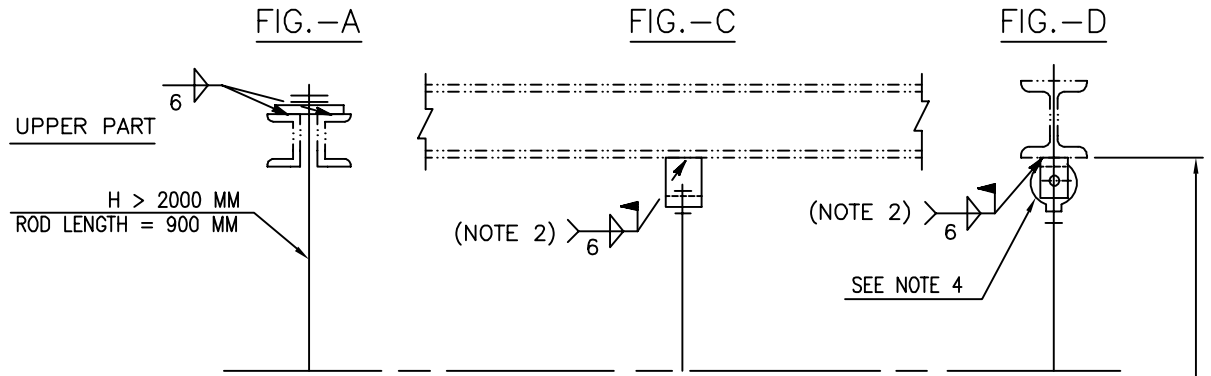 FIG.-A
FIG.-C
FIG.-D
6
UPPER PART
H > 2000 MM
ROD LENGTH = 900 MM
(NOTE 2)
6
(NOTE 2)
6
SEE NOTE 4